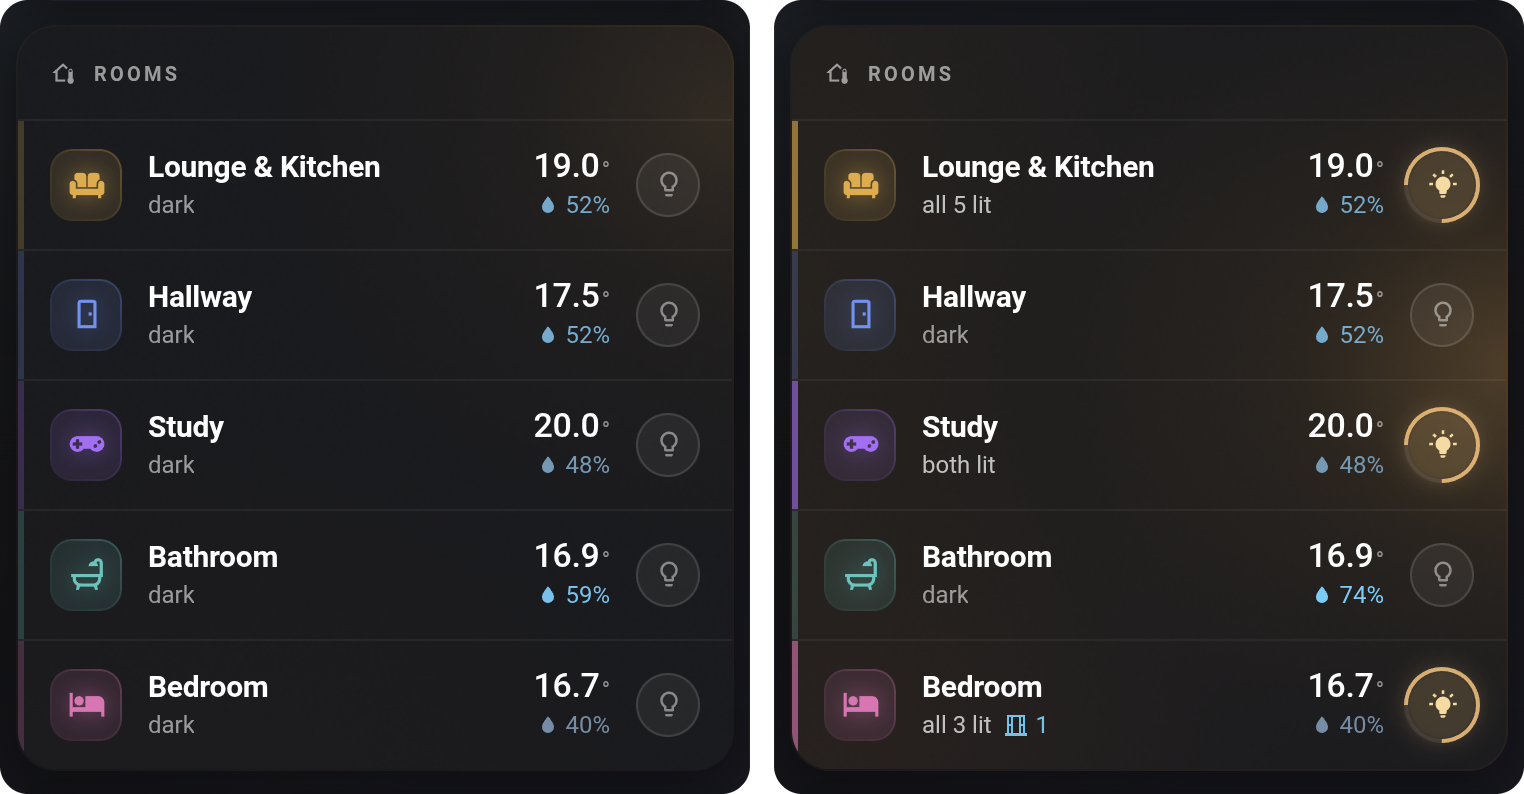 ROOMS
Lounge & Kitchen
19.0°
dark
52%
Hallway
17.5°
dark
52%
Study
20.0°
dark
48%
Bathroom
16.9°
dark
59%
Bedroom
16.7°
dark
40%
ROOMS
Lounge & Kitchen
19.0°
all 5 lit
52%
Hallway
17.5°
dark
52%
Study
20.0°
both lit
48%
Bathroom
16.9°
dark
74%
Bedroom
16.7°
all 3 lit 1
40%